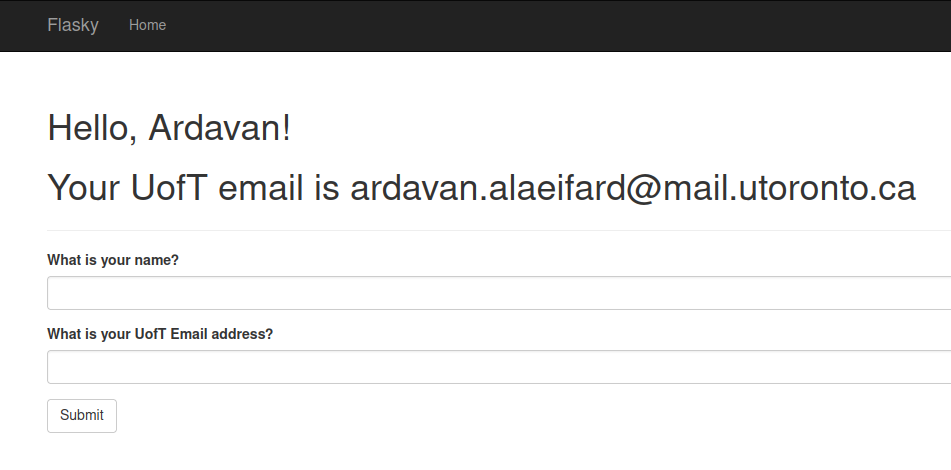 Flasky Home
Hello, Ardavan!
Your UofT email is ardavan.alaeifard@mail.utoronto.ca
What is your name?
What is your UofT Email address?
Submit